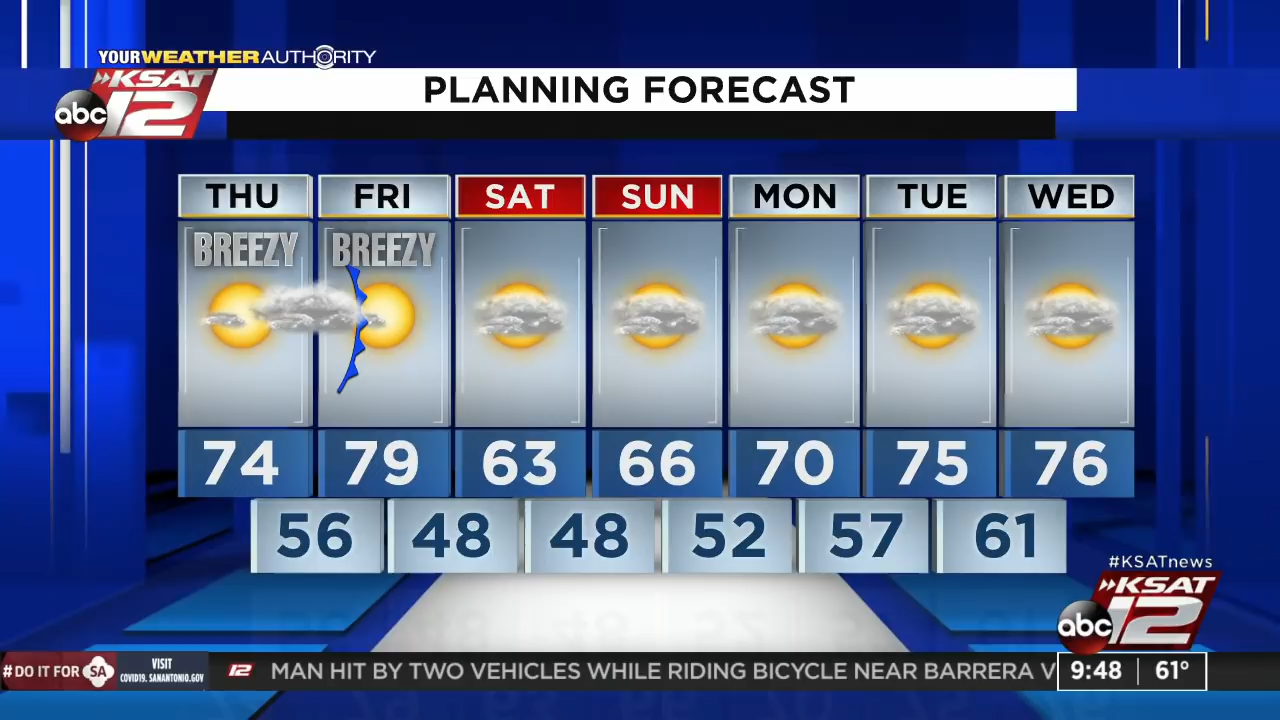 YOURWEATHERAUTHORITY
KSAT
abc 12
PLANNING FORECAST
THU FRI SAT SUN MON TUE WED
BREEZY BREEZY
74 79 63 66 70 75 76
56 48 48 52 57 61
#KSATnews
KSAT
abc 12
#DO IT FOR SA
VISIT
COVID19.SANANTONIO.GOV
12 MAN HIT BY TWO VEHICLES WHILE RIDING BICYCLE NEAR BARRERA
9:48 61°